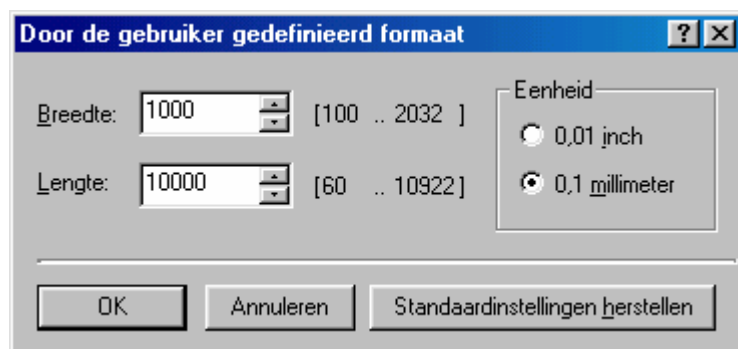 Door de gebruiker gedefinieerd formaat
Breedte: 1000 [100 .. 2032 ]
Lengte: 10000 [60 .. 10922]
Eenheid
0,01 inch
0,1 millimeter
OK Annuleren Standaardinstellingen herstellen